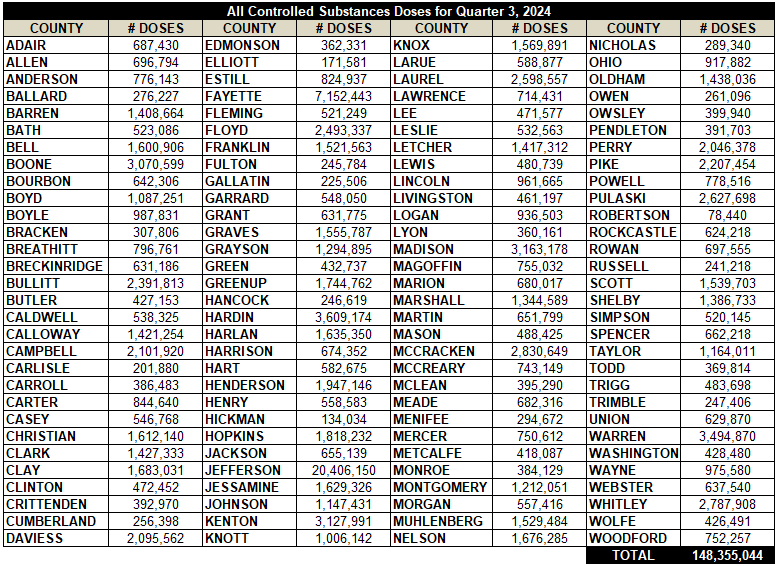 All Controlled Substances Doses for Quarter 3, 2024
COUNTY # DOSES COUNTY # DOSES COUNTY # DOSES COUNTY # DOSES
ADAIR 687,430 EDMONSON 362,331 KNOX 1,569,891 NICHOLAS 289,340
ALLEN 696,794 ELLIOTT 171,581 LARUE 588,877 OHIO 917,882
ANDERSON 776,143 ESTILL 824,937 LAUREL 2,598,557 OLDHAM 1,438,036
BALLARD 276,227 FAYETTE 7,152,443 LAWRENCE 714,431 OWEN 261,096
BARREN 1,408,664 FLEMING 521,249 LEE 471,577 OWSLEY 399,940
BATH 523,086 FLOYD 2,493,337 LESLIE 532,563 PENDLETON 391,703
BELL 1,600,906 FRANKLIN 1,521,563 LETCHER 1,417,312 PERRY 2,046,378
BOONE 3,070,599 FULTON 245,784 LEWIS 480,739 PIKE 2,207,454
BOURBON 642,306 GALLATIN 225,506 LINCOLN 961,665 POWELL 778,516
BOYD 1,087,251 GARRARD 548,050 LIVINGSTON 461,197 PULASKI 2,627,698
BOYLE 987,831 GRANT 631,775 LOGAN 936,503 ROBERTSON 78,440
BRACKEN 307,806 GRAVES 1,555,787 LYON 360,161 ROCKCASTLE 624,218
BREATHITT 796,761 GRAYSON 1,294,895 MADISON 3,163,178 ROWAN 697,555
BRECKINRIDGE 631,186 GREEN 432,737 MAGOFFIN 755,032 RUSSELL 241,218
BULLITT 2,391,813 GREENUP 1,744,762 MARION 680,017 SCOTT 1,539,703
BUTLER 427,153 HANCOCK 246,619 MARSHALL 1,344,589 SHELBY 1,386,733
CALDWELL 538,325 HARDIN 3,609,174 MARTIN 651,799 SIMPSON 520,145
CALLOWAY 1,421,254 HARLAN 1,635,350 MASON 488,425 SPENCER 662,218
CAMPBELL 2,101,920 HARRISON 674,352 MCCRACKEN 2,830,649 TAYLOR 1,164,011
CARLISLE 201,880 HART 582,675 MCCREARY 743,149 TODD 369,814
CARROLL 386,483 HENDERSON 1,947,146 MCLEAN 395,290 TRIGG 483,698
CARTER 844,640 HENRY 558,583 MEADE 682,316 TRIMBLE 247,406
CASEY 546,768 HICKMAN 134,034 MENIFEE 294,672 UNION 629,870
CHRISTIAN 1,612,140 HOPKINS 1,818,232 MERCER 750,612 WARREN 3,494,870
CLARK 1,427,333 JACKSON 655,139 METCALFE 418,087 WASHINGTON 428,480
CLAY 1,683,031 JEFFERSON 20,406,150 MONROE 384,129 WAYNE 975,580
CLINTON 472,452 JESSAMINE 1,629,326 MONTGOMERY 1,212,051 WEBSTER 637,540
CRITTENDEN 392,970 JOHNSON 1,147,431 MORGAN 557,416 WHITLEY 2,787,908
CUMBERLAND 256,398 KENTON 3,127,991 MUHLENBERG 1,529,484 WOLFE 426,491
DAVIESS 2,095,562 KNOTT 1,006,142 NELSON 1,676,285 WOODFORD 752,257
TOTAL 148,355,044